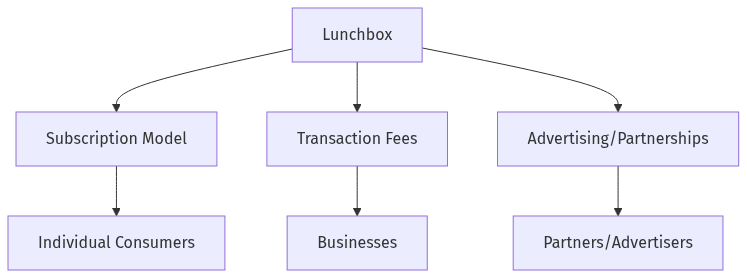 Lunchbox
Subscription Model
Transaction Fees
Advertising/Partnerships
Individual Consumers
Businesses
Partners/Advertisers